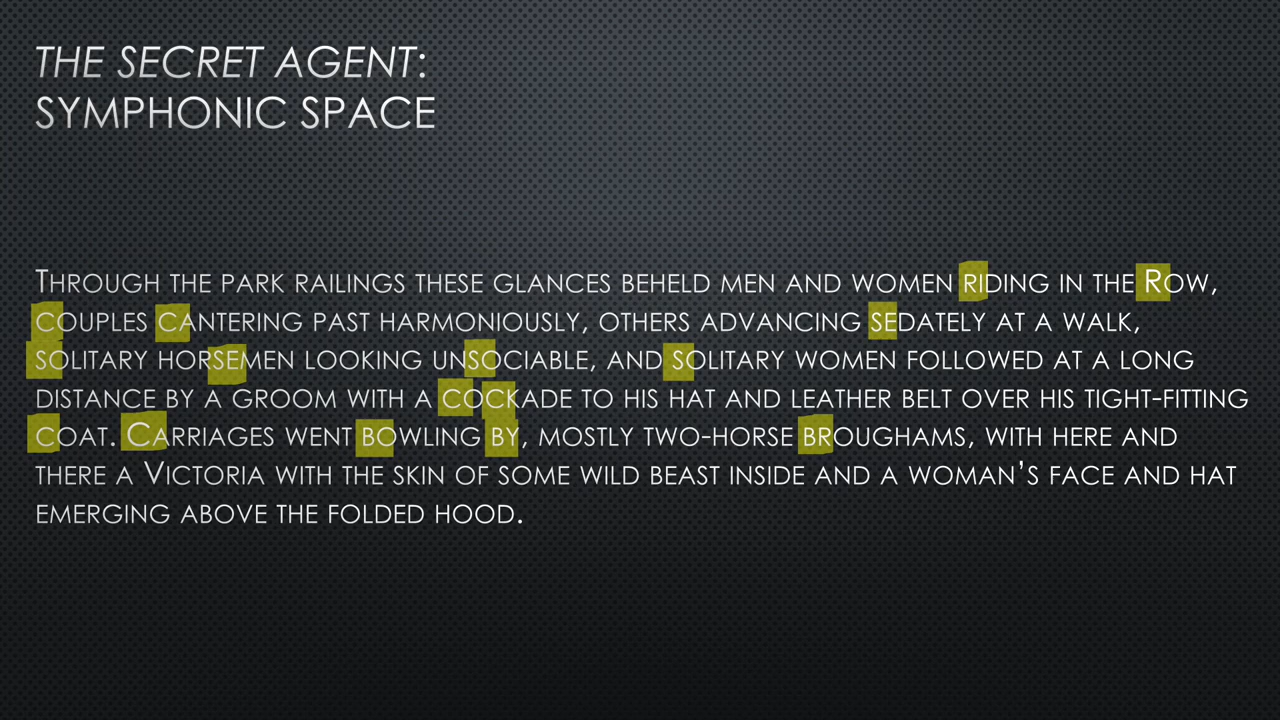 THE SECRET AGENT:
SYMPHONIC SPACE
THROUGH THE PARK RAILINGS THESE GLANCES BEHELD MEN AND WOMEN RIDING IN THE ROW,
COUPLES CANTERING PAST HARMONIOUSLY, OTHERS ADVANCING SEDATELY AT A WALK,
SOLITARY HORSEMEN LOOKING UNSOCIABLE, AND SOLITARY WOMEN FOLLOWED AT A LONG
DISTANCE BY A GROOM WITH A COCKADE TO HIS HAT AND LEATHER BELT OVER HIS TIGHT-FITTING
COAT. CARRIAGES WENT BOWLING BY, MOSTLY TWO-HORSE BROUGHAMS, WITH HERE AND
THERE A VICTORIA WITH THE SKIN OF SOME WILD BEAST INSIDE AND A WOMAN’S FACE AND HAT
EMERGING ABOVE THE FOLDED HOOD.